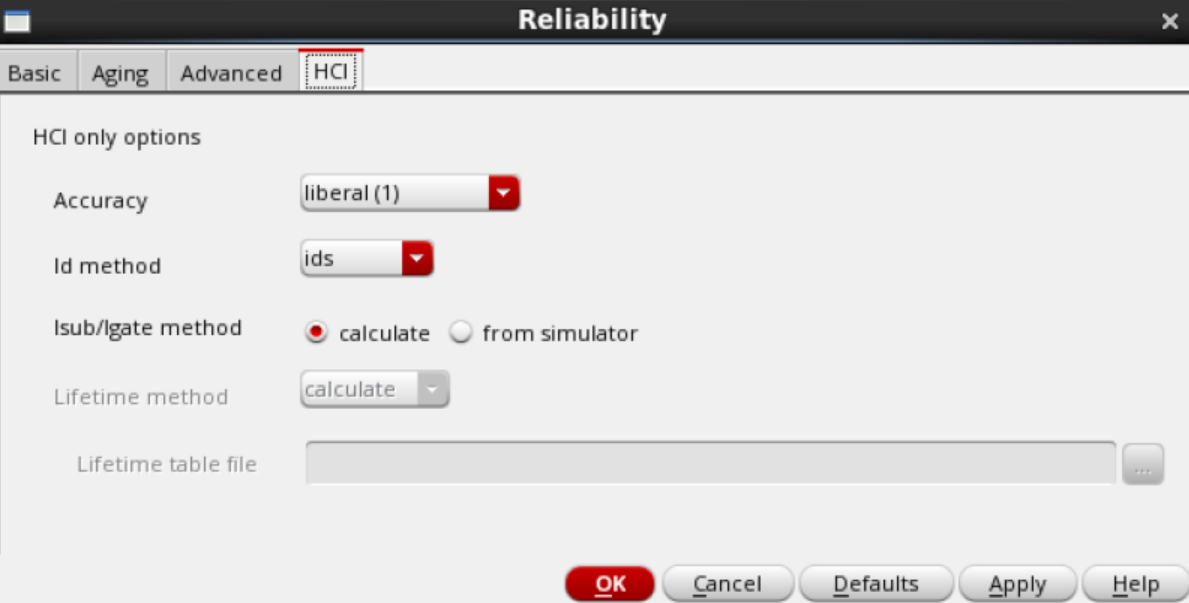 Reliability
Basic Aging Advanced HCI
HCI only options
Accuracy liberal (1)
Id method ids
Isub/Igate method calculate from simulator
Lifetime method calculate
Lifetime table file ...
OK Cancel Defaults Apply Help